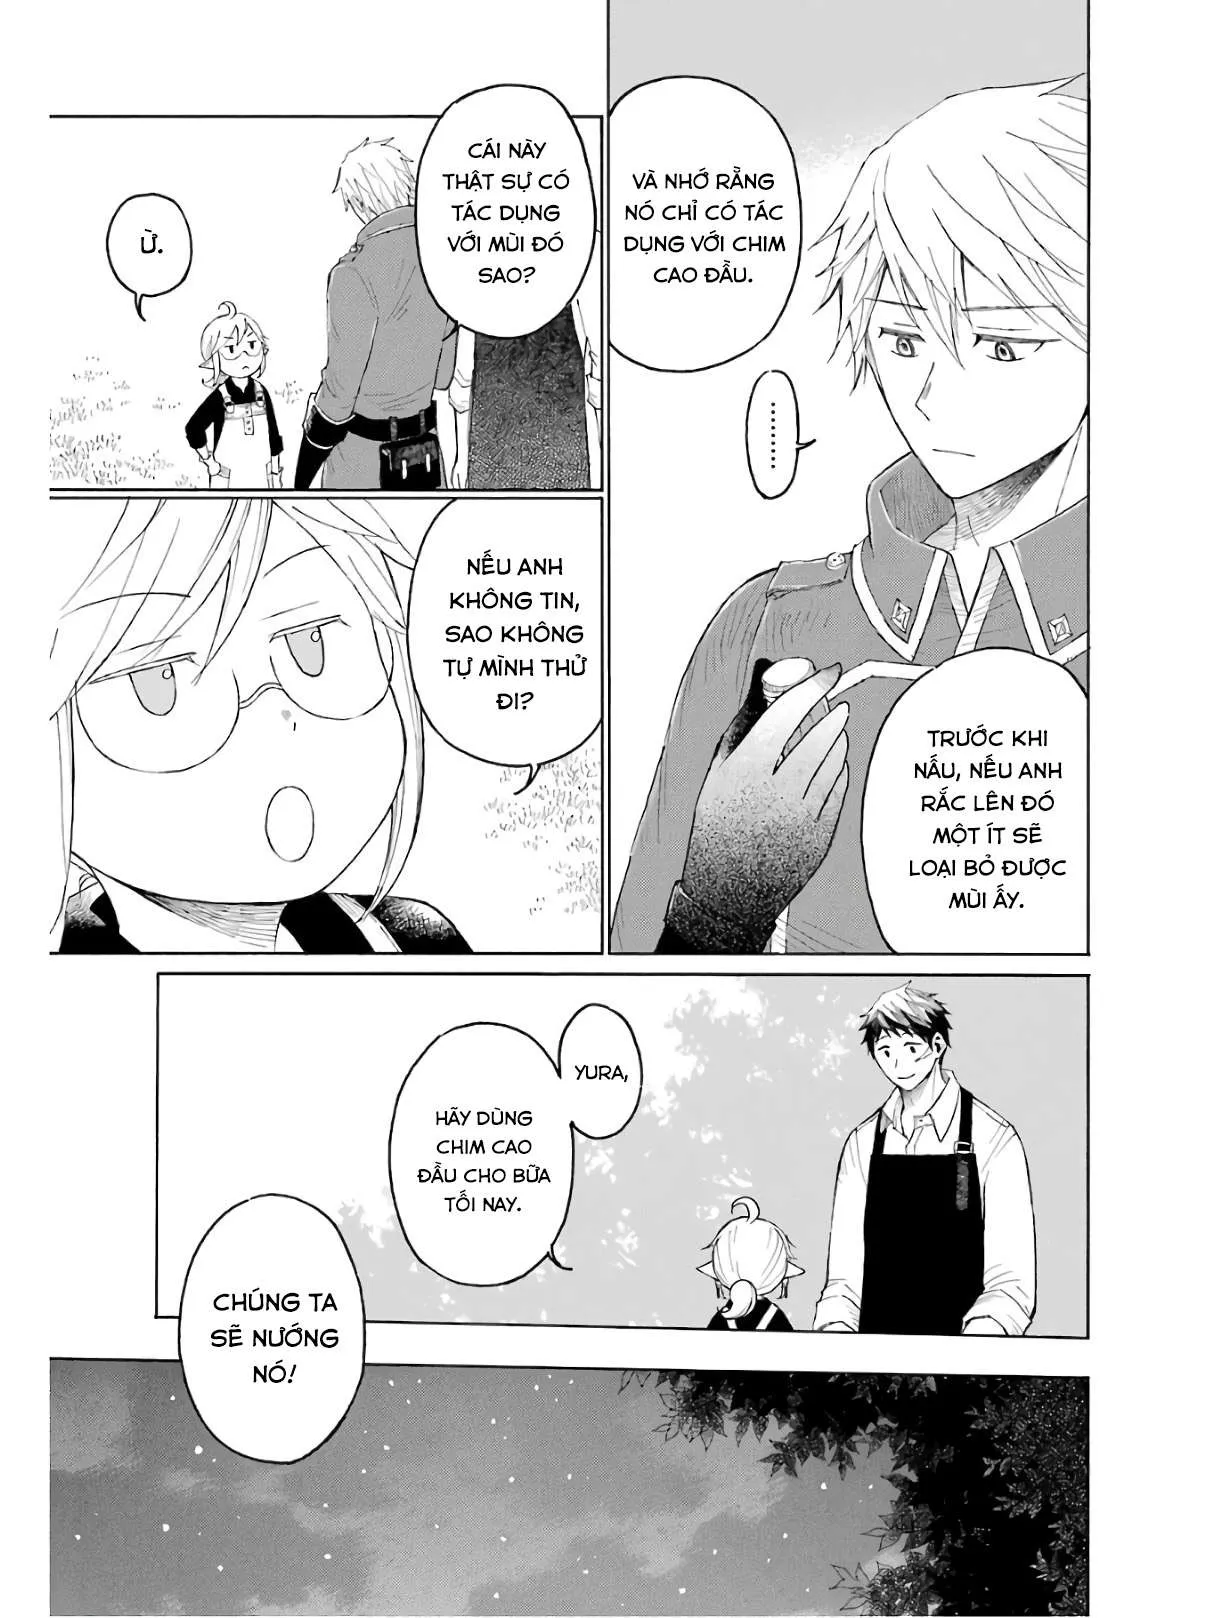 VÀ NHỚ RẰNG
NÓ CHỈ CÓ TÁC
DỤNG VỚI CHIM
CAO ĐẦU.
.........
TRƯỚC KHI
NẤU, NẾU ANH
RẮC LÊN ĐÓ
MỘT ÍT SẼ
LOẠI BỎ ĐƯỢC
MÙI ẤY.
CÁI NÀY
THẬT SỰ CÓ
TÁC DỤNG
VỚI MÙI ĐÓ
SAO?
Ừ.
NẾU ANH
KHÔNG TIN,
SAO KHÔNG
TỰ MÌNH THỬ
ĐI?
YURA,
HÃY DÙNG
CHIM CAO
ĐẦU CHO BỮA
TỐI NAY.
CHÚNG TA
SẼ NƯỚNG
NÓ!